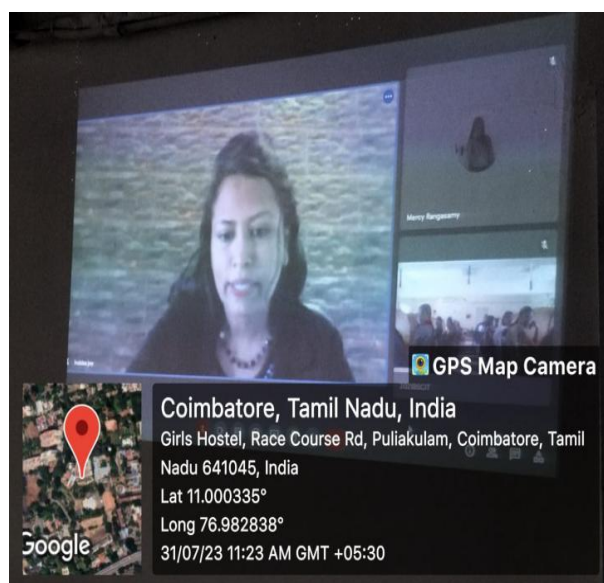 Mercy Rangasamy
GPS Map Camera
Coimbatore, Tamil Nadu, India
Girls Hostel, Race Course Rd, Puliakulam, Coimbatore, Tamil
Nadu 641045, India
Lat 11.000335°
Long 76.982838°
31/07/23 11:23 AM GMT +05:30
Google